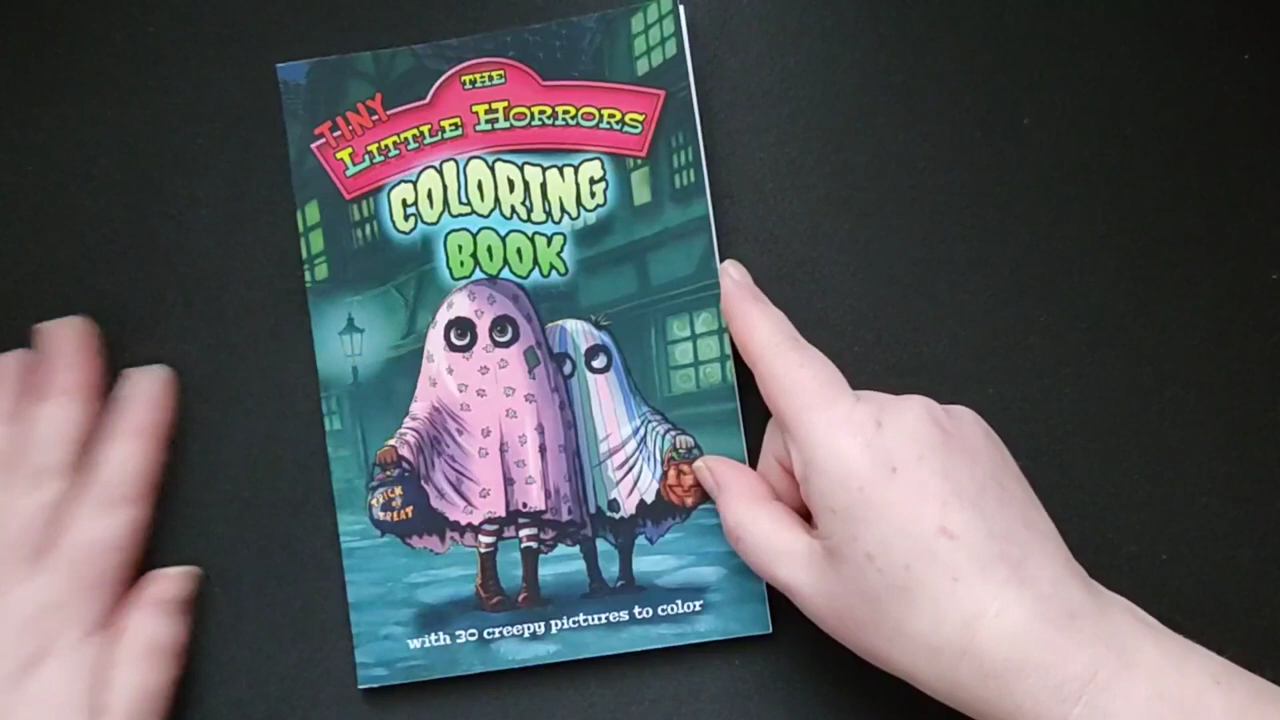 THE
TINY
LITTLE HORRORS
COLORING
BOOK
TRICK
or
TREAT
with 30 creepy pictures to color